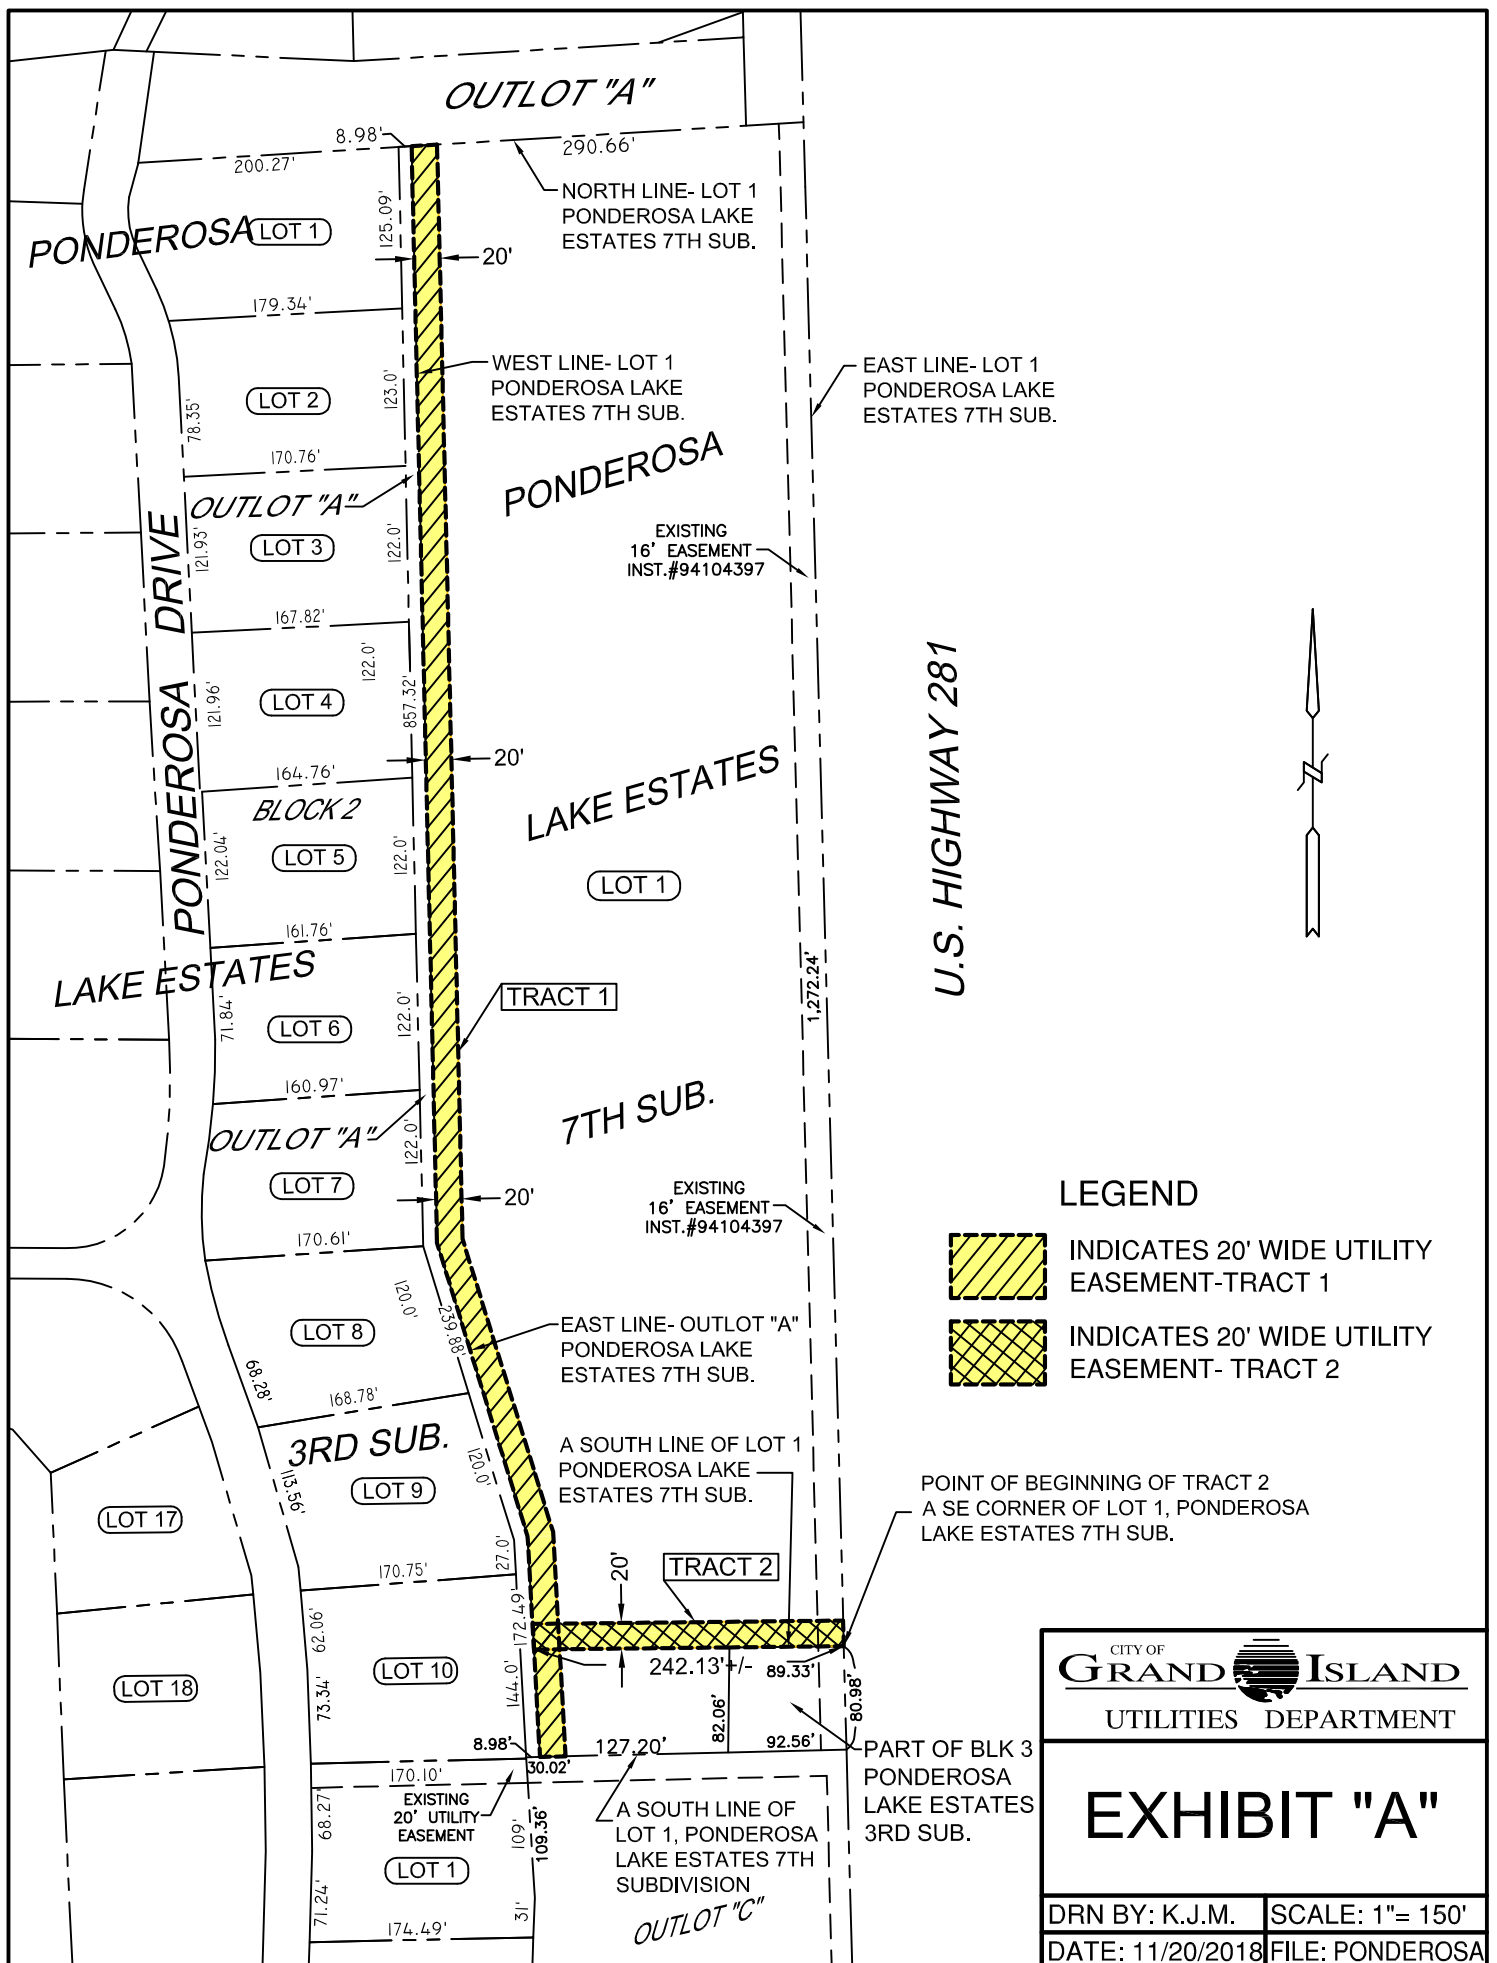 OUTLOT "A"
8.98'
200.27'
290.66'
NORTH LINE- LOT 1
PONDEROSA LAKE
ESTATES 7TH SUB.
125.09'
PONDEROSA
LOT 1
20'
179.34'
WEST LINE- LOT 1
PONDEROSA LAKE
ESTATES 7TH SUB.
EAST LINE- LOT 1
PONDEROSA LAKE
ESTATES 7TH SUB.
78.35'
LOT 2
123.0'
170.76'
PONDEROSA
OUTLOT "A"
121.93'
LOT 3
122.0'
EXISTING
16' EASEMENT
INST.#94104397
PONDEROSA DRIVE
167.82'
122.0'
121.96'
LOT 4
857.32'
U.S. HIGHWAY 281
20'
164.76'
LAKE ESTATES
BLOCK 2
122.04'
LOT 5
122.0'
LOT 1
161.76'
LAKE ESTATES
1,272.24'
TRACT 1
71.84'
LOT 6
122.0'
160.97'
7TH SUB.
OUTLOT "A"
122.0'
LOT 7
20'
EXISTING
16' EASEMENT
INST.#94104397
170.61'
LEGEND
INDICATES 20' WIDE UTILITY
EASEMENT-TRACT 1
INDICATES 20' WIDE UTILITY
EASEMENT- TRACT 2
120.0'
239.88'
LOT 8
EAST LINE- OUTLOT "A"
PONDEROSA LAKE
ESTATES 7TH SUB.
68.28'
168.78'
3RD SUB.
A SOUTH LINE OF LOT 1
PONDEROSA LAKE
ESTATES 7TH SUB.
120.0'
113.56'
LOT 9
POINT OF BEGINNING OF TRACT 2
A SE CORNER OF LOT 1, PONDEROSA
LAKE ESTATES 7TH SUB.
LOT 17
27.0'
170.75'
20'
TRACT 2
172.49'
62.06'
LOT 10
242.13'+/-
89.33'
LOT 18
73.34'
144.0'
82.06'
80.98'
8.98'
127.20'
92.56'
30.02'
170.10'
PART OF BLK 3
PONDEROSA
LAKE ESTATES
3RD SUB.
EXISTING
20' UTILITY
EASEMENT
68.27'
109'
109.36'
A SOUTH LINE OF
LOT 1, PONDEROSA
LAKE ESTATES 7TH
SUBDIVISION
LOT 1
71.24'
31'
174.49'
OUTLOT "C"
CITY OF
GRAND ISLAND
UTILITIES DEPARTMENT
EXHIBIT "A"
DRN BY: K.J.M.
SCALE: 1"= 150'
DATE: 11/20/2018
FILE: PONDEROSA